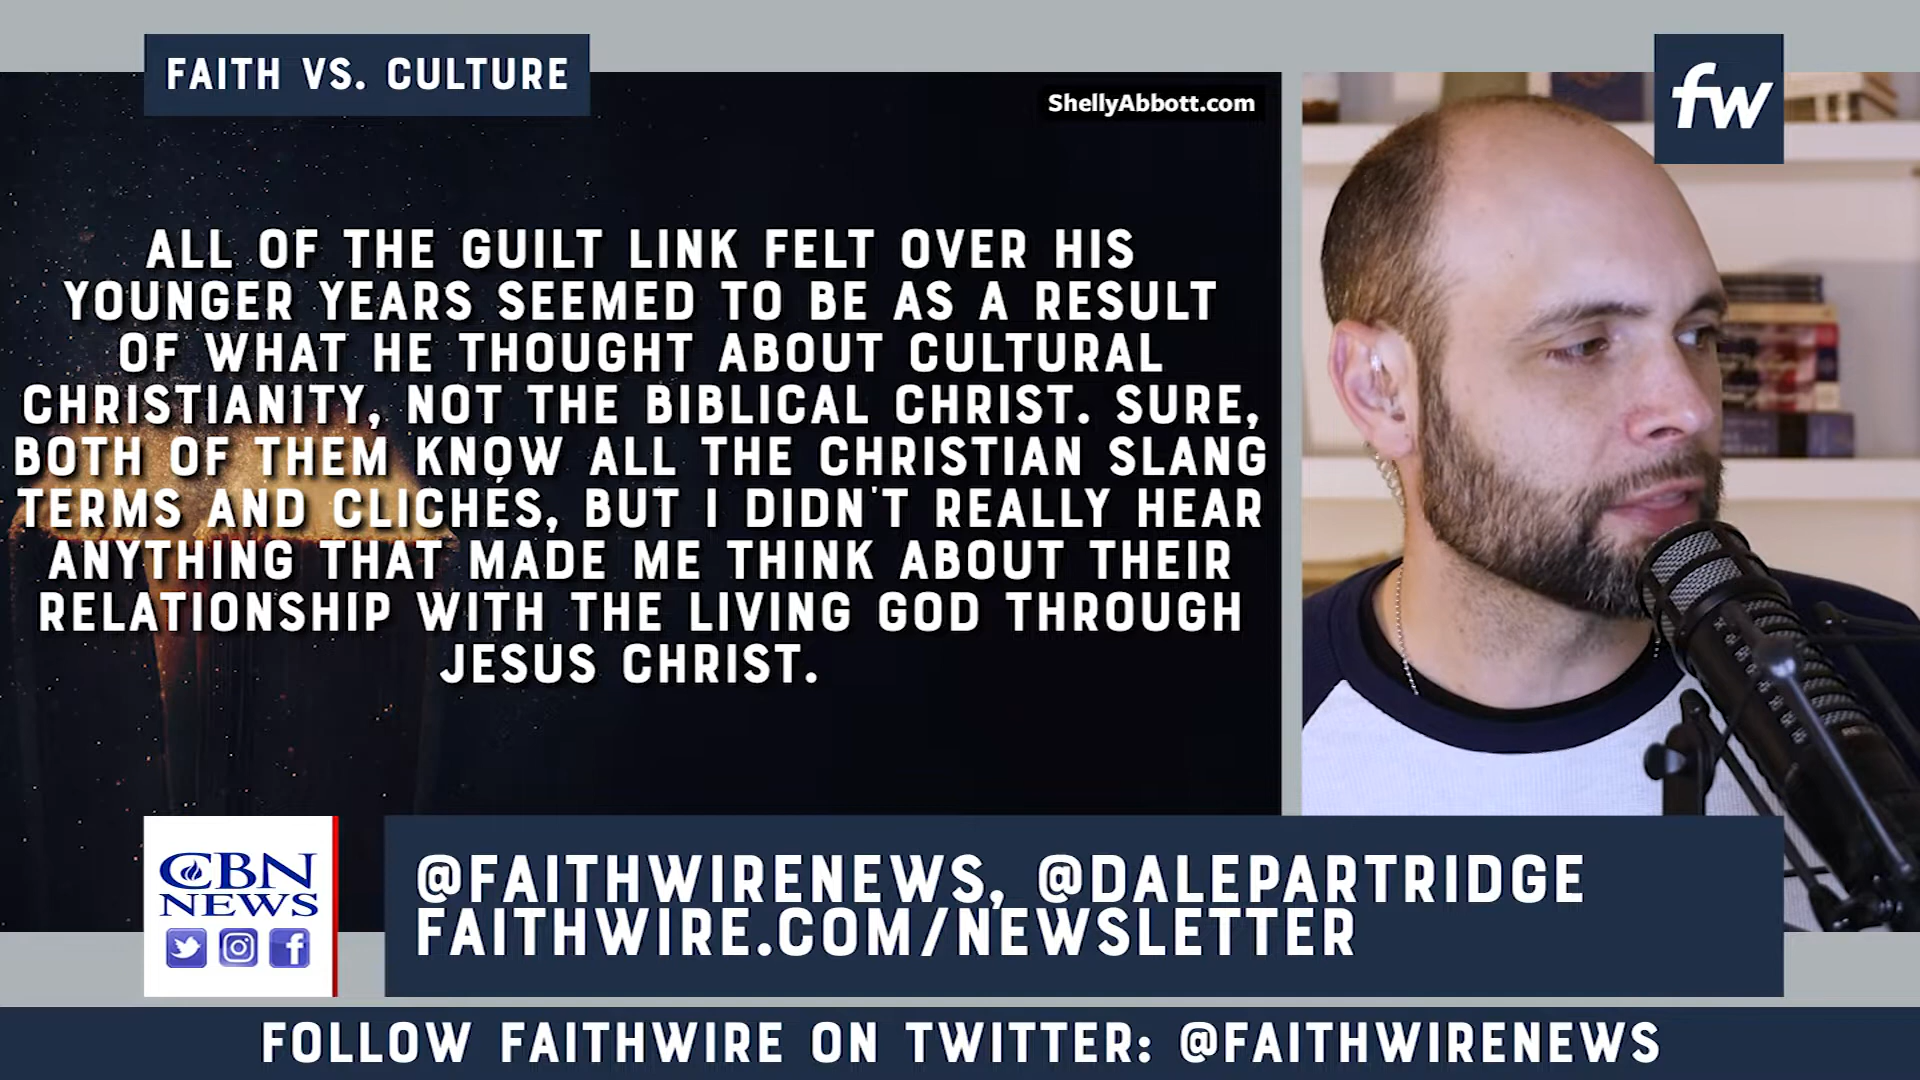 FAITH VS. CULTURE
fw
ShellyAbbott.com
ALL OF THE GUILT LINK FELT OVER HIS
YOUNGER YEARS SEEMED TO BE AS A RESULT
OF WHAT HE THOUGHT ABOUT CULTURAL
CHRISTIANITY, NOT THE BIBLICAL CHRIST. SURE,
BOTH OF THEM KNOW ALL THE CHRISTIAN SLANG
TERMS AND CLICHÉS, BUT I DIDN'T REALLY HEAR
ANYTHING THAT MADE ME THINK ABOUT THEIR
RELATIONSHIP WITH THE LIVING GOD THROUGH
JESUS CHRIST.
CBN
NEWS
@FAITHWIRENEWS, @DALEPARTRIDGE
FAITHWIRE.COM/NEWSLETTER
FOLLOW FAITHWIRE ON TWITTER: @FAITHWIRENEWS